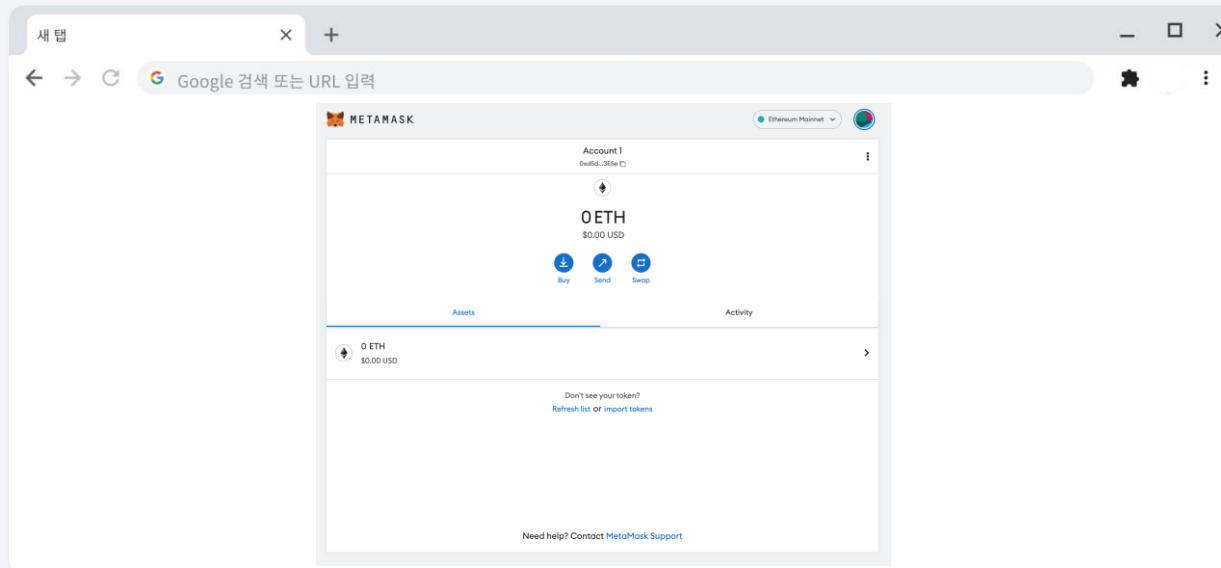 새 탭
Google 검색 또는 URL 입력
METAMASK
Ethereum Mainnet
Account 1
0xd5d...3E5e
0 ETH
$0.00 USD
Buy Send Swap
Assets Activity
0 ETH
$0.00 USD
Don't see your token?
Refresh list or import tokens
Need help? Contact MetaMask Support